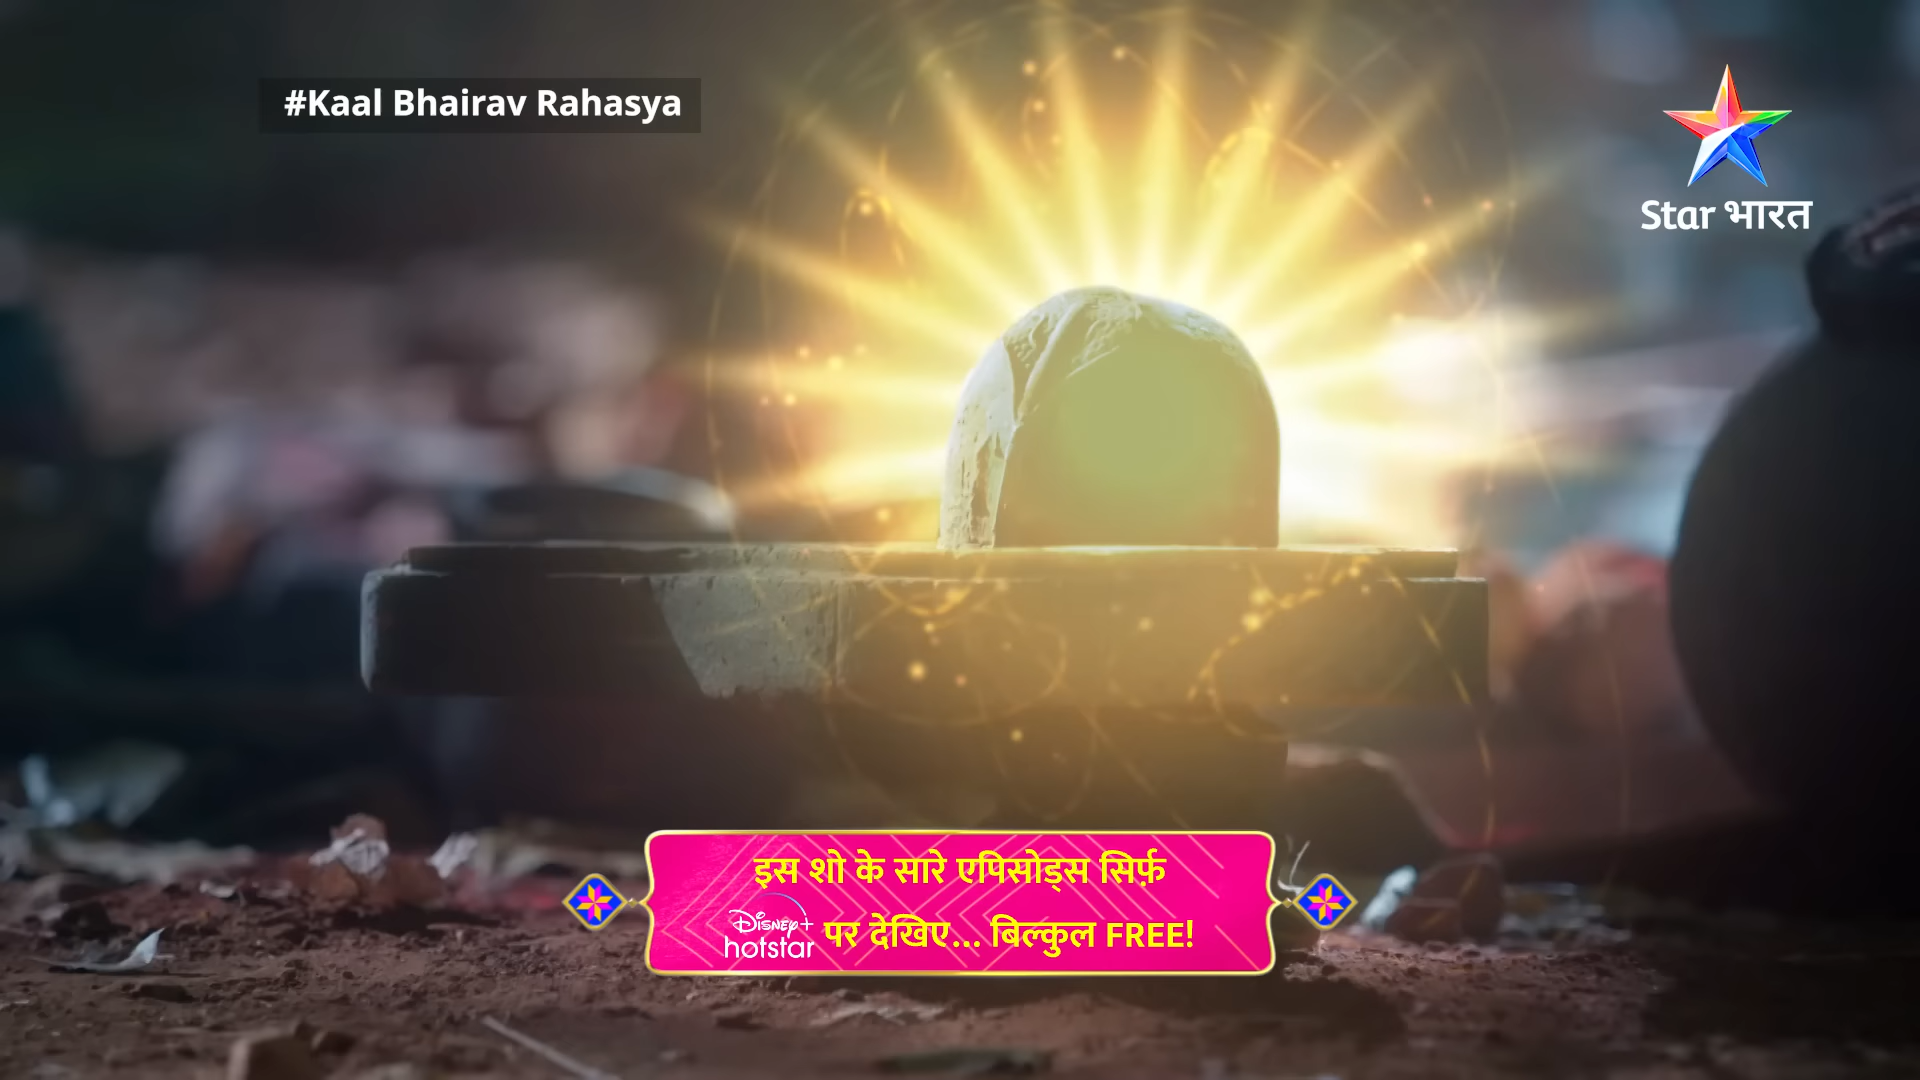 #Kaal Bhairav Rahasya
Star भारत
इस शो के सारे एपिसोड्स सिर्फ़
Disney+ hotstar पर देखिए... बिल्कुल FREE!